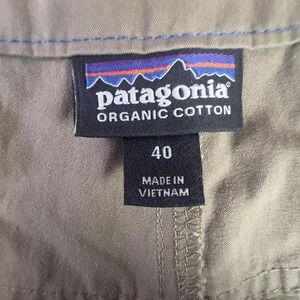 patagonia®
ORGANIC COTTON
40
MADE IN
VIETNAM